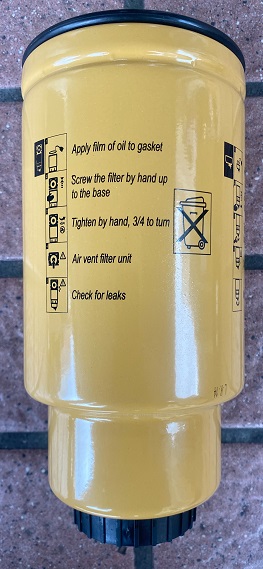 Apply film of oil to gasket
Screw the filter by hand up
to the base
Tighten by hand, 3/4 to turn
Air vent filter unit
Check for leaks